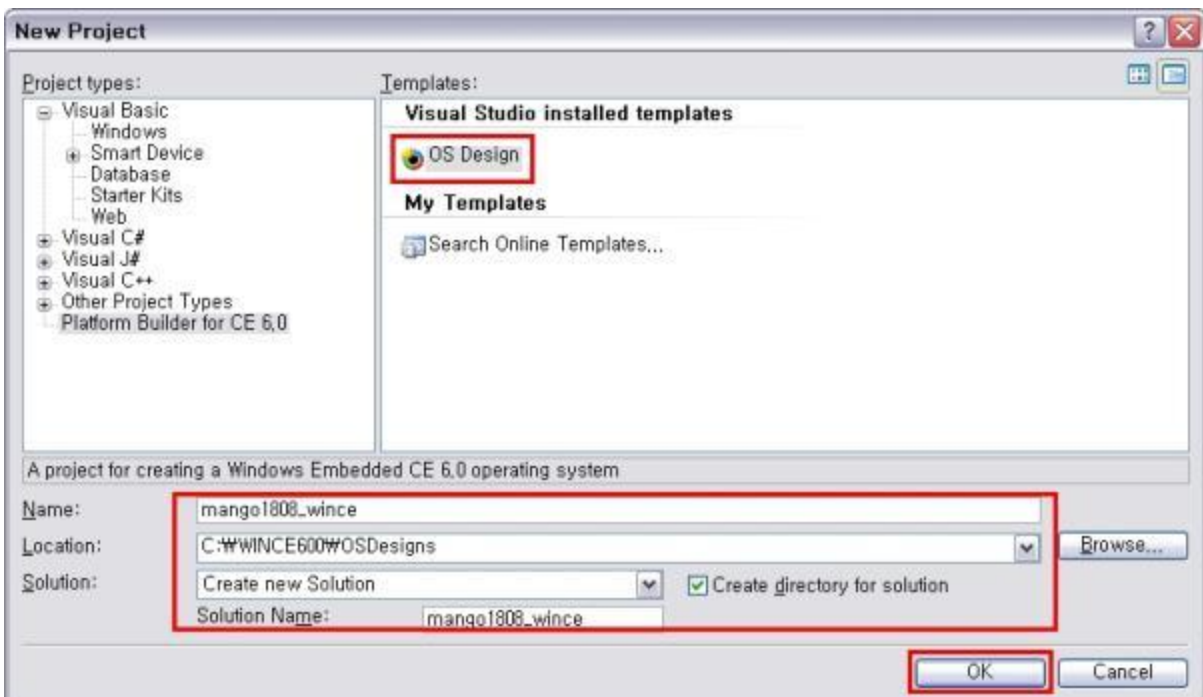 New Project
Project types:
Visual Basic
Windows
Smart Device
Database
Starter Kits
Web
Visual C#
Visual J#
Visual C++
Other Project Types
Platform Builder for CE 6,0
Templates:
Visual Studio installed templates
OS Design
My Templates
Search Online Templates...
A project for creating a Windows Embedded CE 6,0 operating system
Name: mango1808_wince
Location: C:₩WINCE600₩OSDesigns Browse...
Solution: Create new Solution Create directory for solution
Solution Name: mango1808_wince
OK Cancel